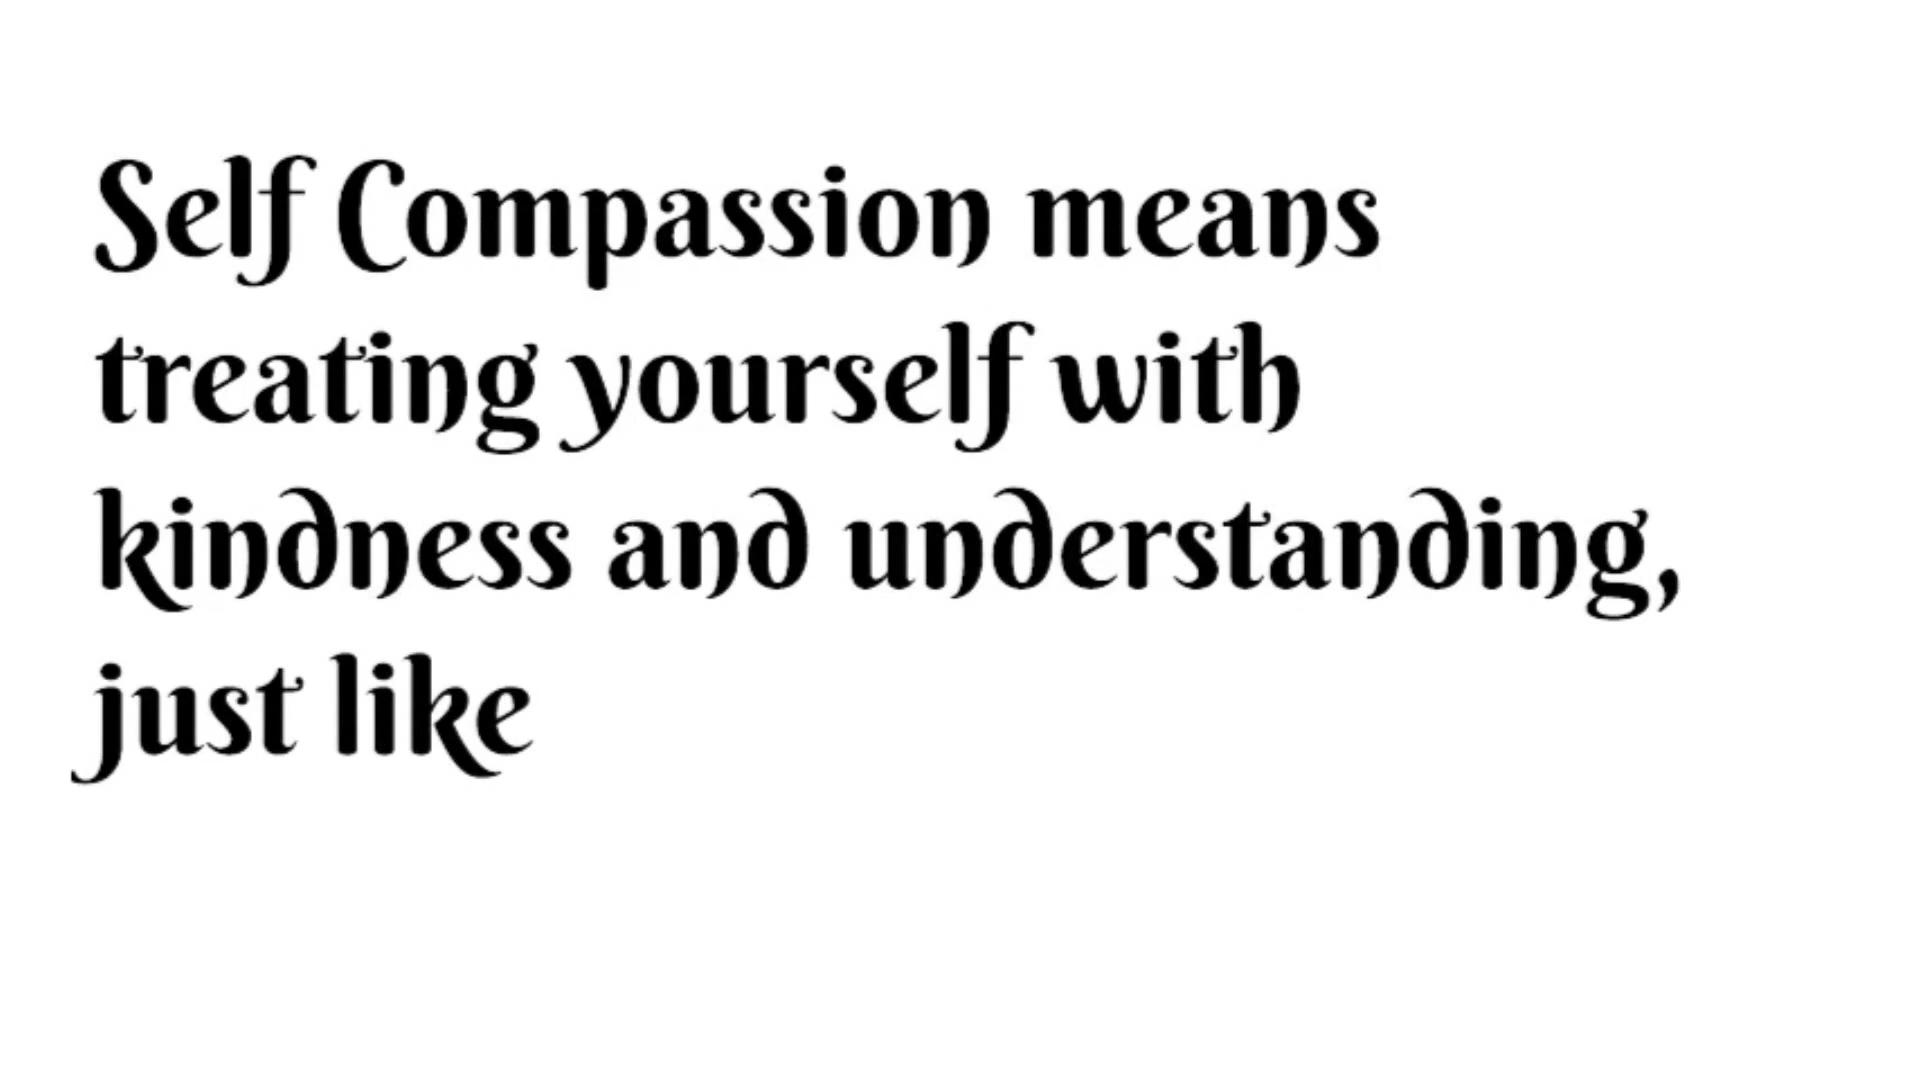 Self Compassion means
treating yourself with
kindness and understanding,
just like